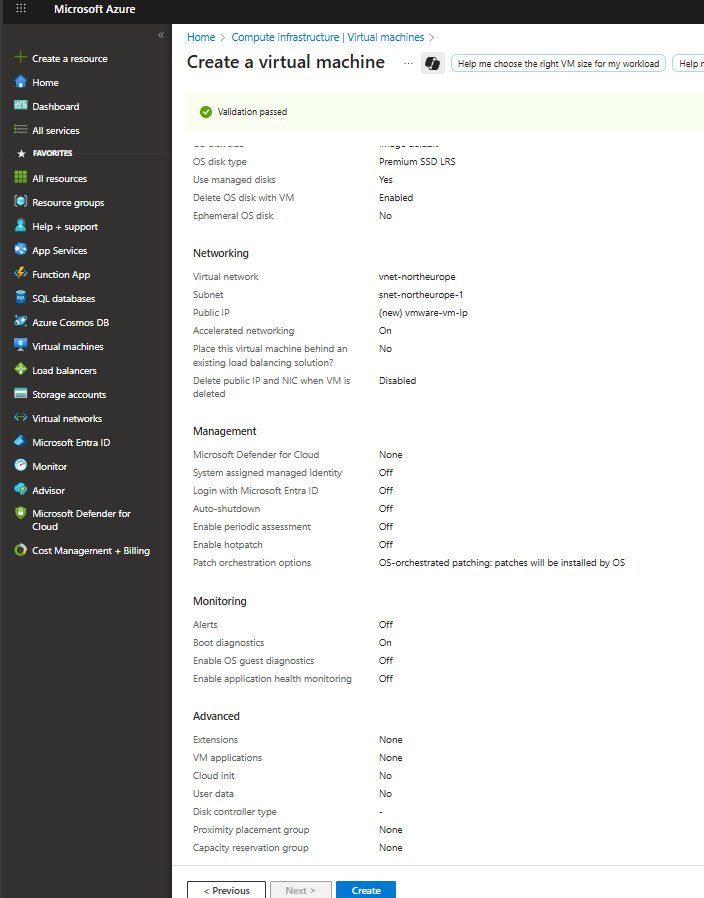 Microsoft Azure
Create a resource
Home
Dashboard
All services
FAVORITES
All resources
Resource groups
Help + support
App Services
Function App
SQL databases
Azure Cosmos DB
Virtual machines
Load balancers
Storage accounts
Virtual networks
Microsoft Entra ID
Monitor
Advisor
Microsoft Defender for
Cloud
Cost Management + Billing
Home > Compute infrastructure | Virtual machines >
Create a virtual machine ... Help me choose the right VM size for my workload Help
Validation passed
OS disk type Premium SSD LRS
Use managed disks Yes
Delete OS disk with VM Enabled
Ephemeral OS disk No
Networking
Virtual network vnet-northeurope
Subnet snet-northeurope-1
Public IP (new) vmware-vm-ip
Accelerated networking On
Place this virtual machine behind an No
existing load balancing solution?
Delete public IP and NIC when VM is Disabled
deleted
Management
Microsoft Defender for Cloud None
System assigned managed identity Off
Login with Microsoft Entra ID Off
Auto-shutdown Off
Enable periodic assessment Off
Enable hotpatch Off
Patch orchestration options OS-orchestrated patching: patches will be installed by OS
Monitoring
Alerts Off
Boot diagnostics On
Enable OS guest diagnostics Off
Enable application health monitoring Off
Advanced
Extensions None
VM applications None
Cloud init No
User data No
Disk controller type -
Proximity placement group None
Capacity reservation group None
< Previous Next > Create